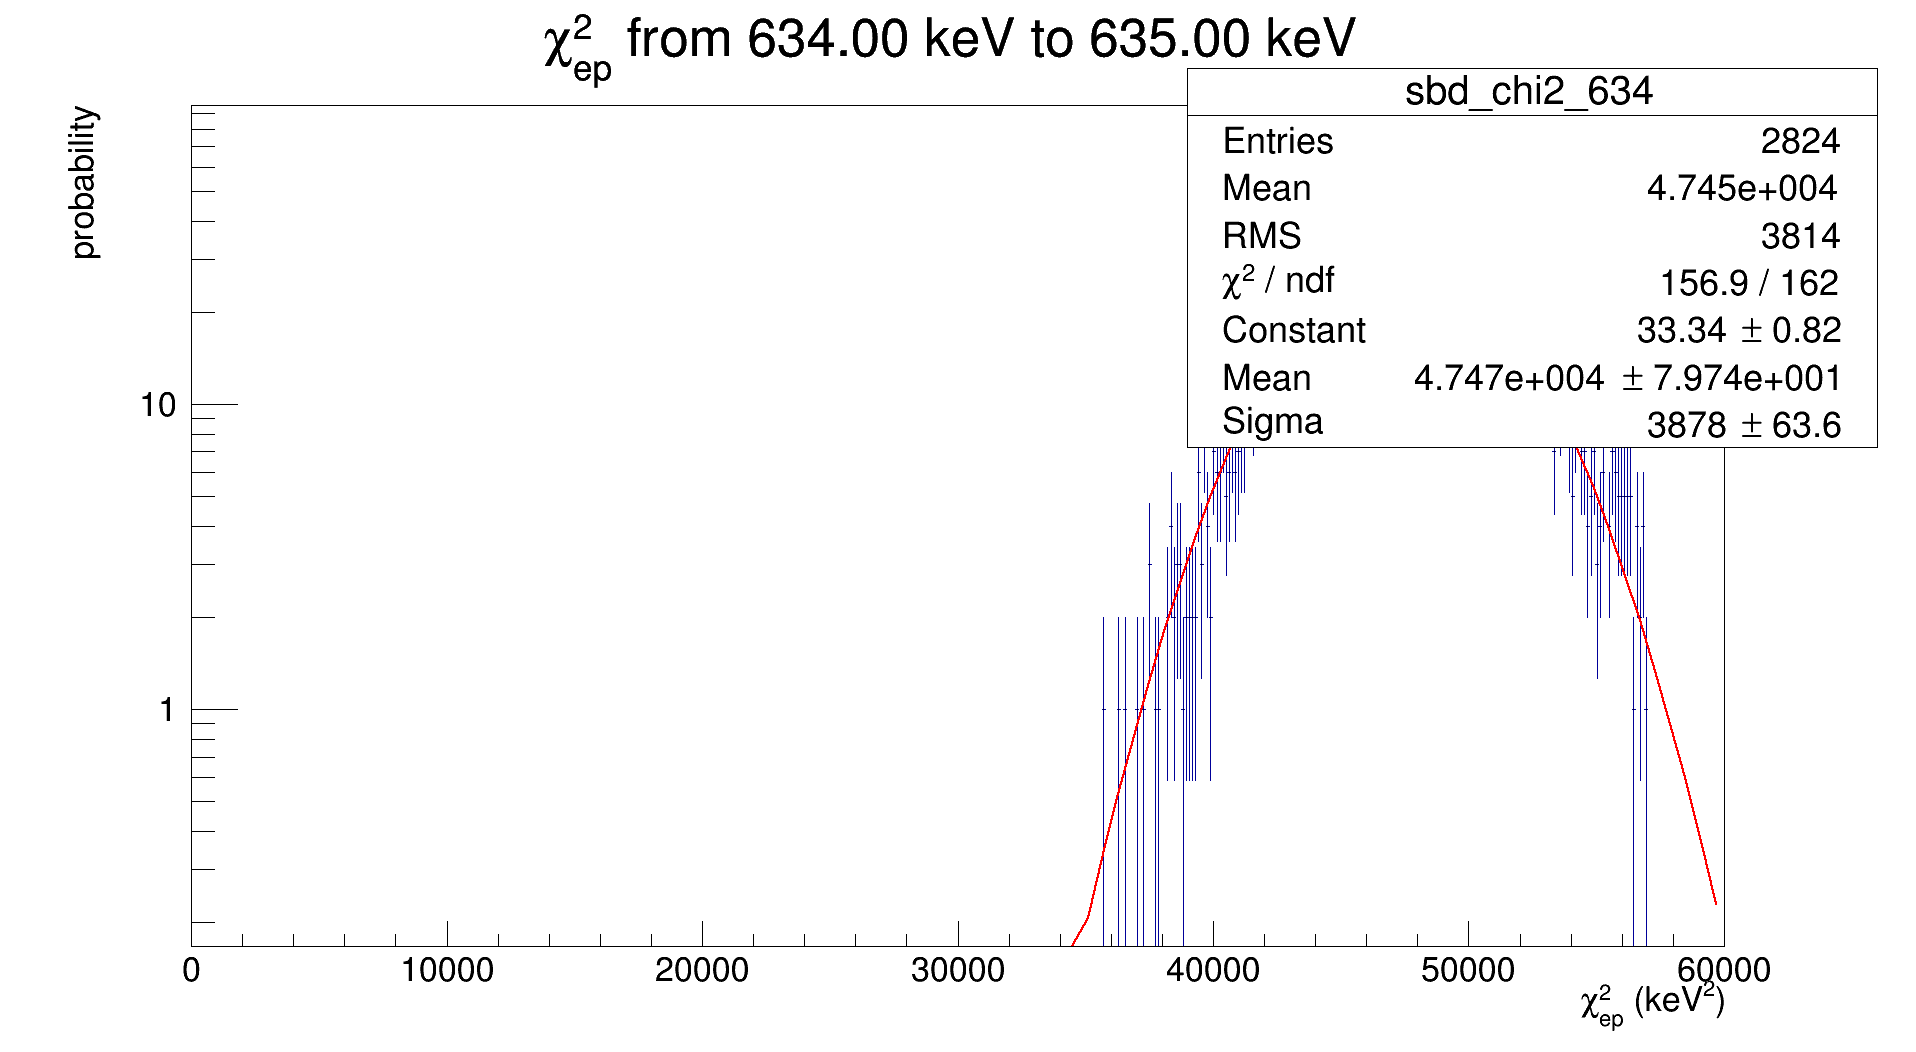 χ²ep from 634.00 keV to 635.00 keV
probability
sbd_chi2_634
Entries 2824
Mean 4.745e+004
RMS 3814
χ² / ndf 156.9 / 162
Constant 33.34 ± 0.82
Mean 4.747e+004 ± 7.974e+001
Sigma 3878 ± 63.6
10
1
0 10000 20000 30000 40000 50000 60000
χ²ep (keV²)